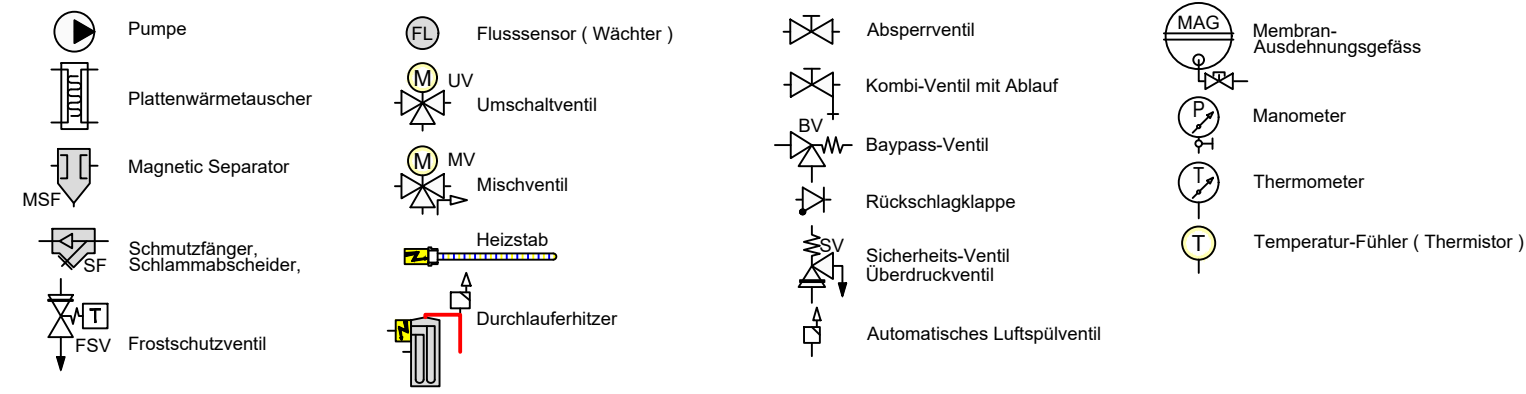 Pumpe
Plattenwärmetauscher
Magnetic Separator
MSF
Schmutzfänger,
Schlammabscheider,
SF
T
FSV
Frostschutzventil
FL
Flusssensor ( Wächter )
M
UV
Umschaltventil
M
MV
Mischventil
Heizstab
Durchlauferhitzer
Absperrventil
Kombi-Ventil mit Ablauf
BV
Baypass-Ventil
Rückschlagklappe
SV
Sicherheits-Ventil
Überdruckventil
Automatisches Luftspülventil
MAG
Membran-
Ausdehnungsgefäss
P
Manometer
T
Thermometer
T
Temperatur-Fühler ( Thermistor )